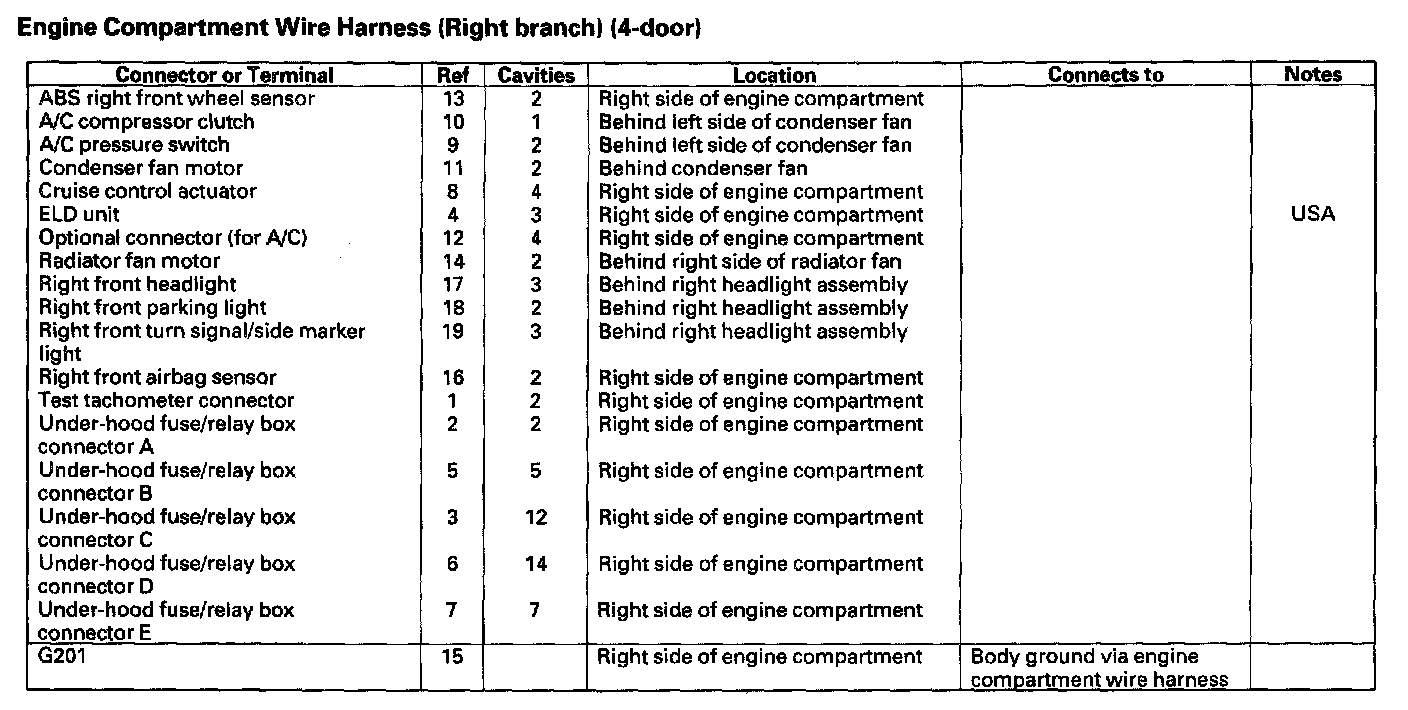 Engine Compartment Wire Harness (Right branch) (4-door)
Connector or Terminal Ref Cavities Location Connects to Notes
ABS right front wheel sensor 13 2 Right side of engine compartment
A/C compressor clutch 10 1 Behind left side of condenser fan
A/C pressure switch 9 2 Behind left side of condenser fan
Condenser fan motor 11 2 Behind condenser fan
Cruise control actuator 8 4 Right side of engine compartment
ELD unit 4 3 Right side of engine compartment USA
Optional connector (for A/C) 12 4 Right side of engine compartment
Radiator fan motor 14 2 Behind right side of radiator fan
Right front headlight 17 3 Behind right headlight assembly
Right front parking light 18 2 Behind right headlight assembly
Right front turn signal/side marker 19 3 Behind right headlight assembly
light
Right front airbag sensor 16 2 Right side of engine compartment
Test tachometer connector 1 2 Right side of engine compartment
Under-hood fuse/relay box 2 2 Right side of engine compartment
connector A
Under-hood fuse/relay box 5 5 Right side of engine compartment
connector B
Under-hood fuse/relay box 3 12 Right side of engine compartment
connector C
Under-hood fuse/relay box 6 14 Right side of engine compartment
connector D
Under-hood fuse/relay box 7 7 Right side of engine compartment
connector E
G201 15 Right side of engine compartment Body ground via engine
compartment wire harness